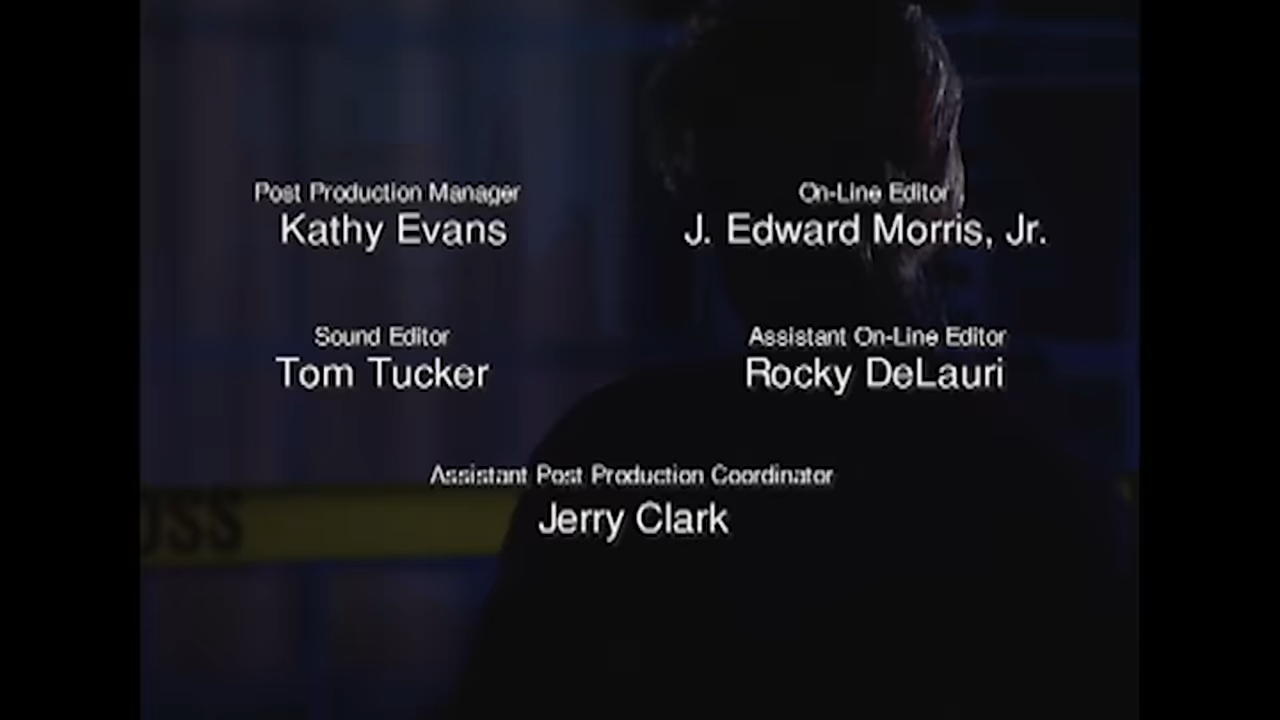 Post Production Manager
Kathy Evans
On-Line Editor
J. Edward Morris, Jr.
Sound Editor
Tom Tucker
Assistant On-Line Editor
Rocky DeLauri
Assistant Post Production Coordinator
Jerry Clark
OSS